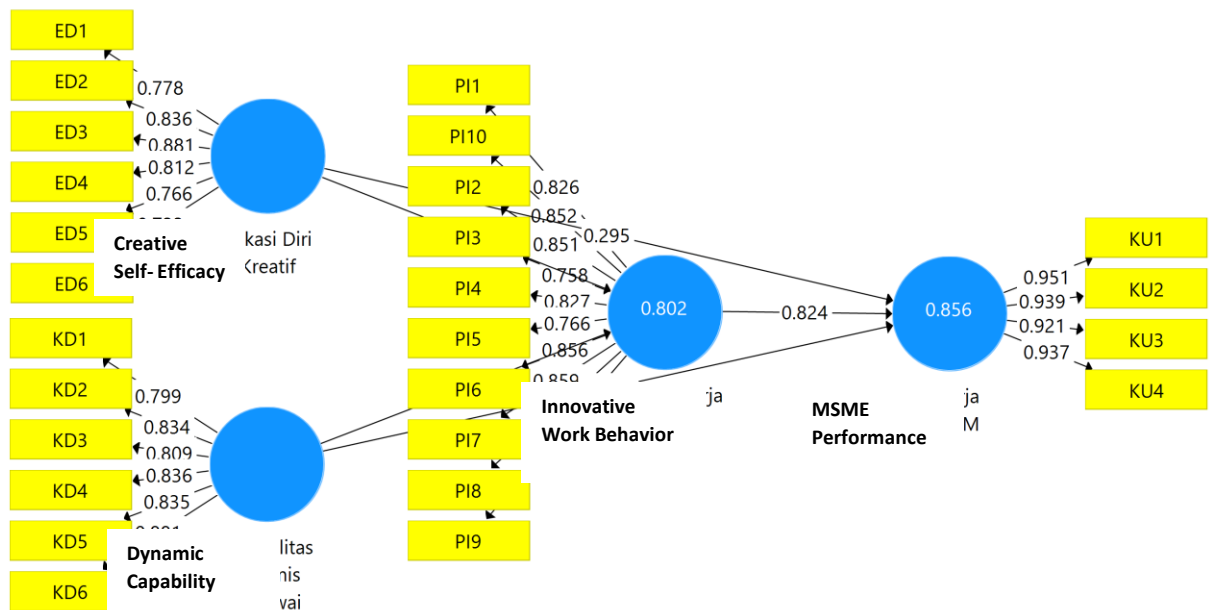 ED1
ED2
ED3
ED4
ED5
ED6
0.778
0.836
0.881
0.812
0.766
Creative
Self- Efficacy
kasi Diri
Kreatif
KD1
KD2
KD3
KD4
KD5
KD6
0.799
0.834
0.809
0.836
0.835
Dynamic
Capability
litas
nis
wai
PI1
PI10
PI2
PI3
PI4
PI5
PI6
PI7
PI8
PI9
0.826
0.852
0.851
0.758
0.827
0.766
0.856
0.859
0.295
0.802
Innovative
Work Behavior
ja
0.824
0.856
MSME
Performance
ja
M
0.951
0.939
0.921
0.937
KU1
KU2
KU3
KU4